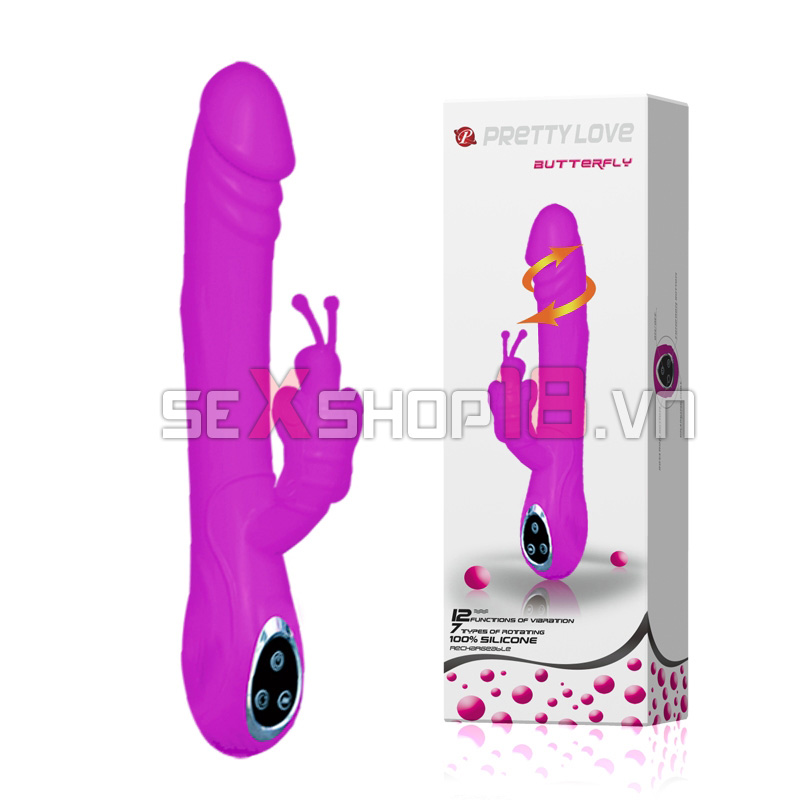 PRETTY LOVE
BUTTERFLY
SEXSHOP18.VN
12 FUNCTIONS OF VIBRATION
7 TYPES OF ROTATING
100% SILICONE
RECHARGEABLE